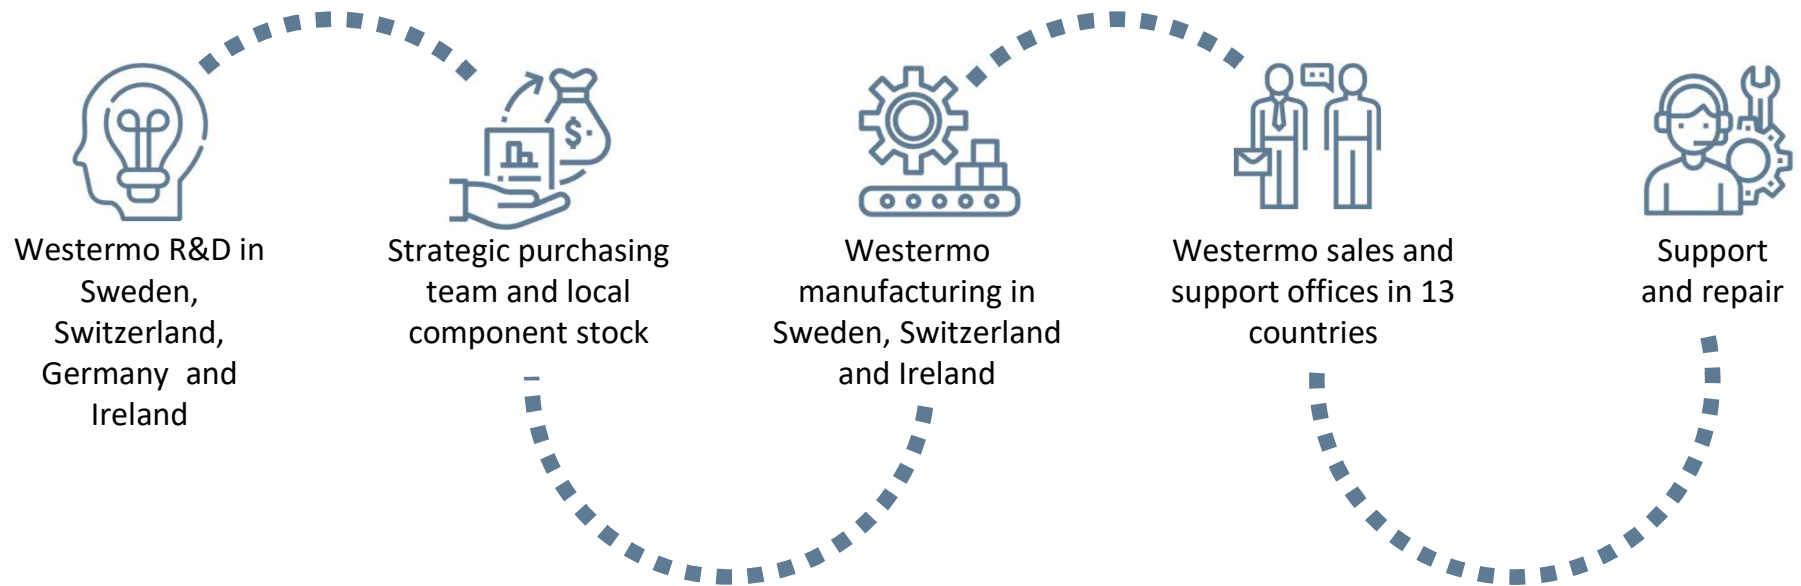 Westermo R&D in
Sweden,
Switzerland,
Germany  and
Ireland
Strategic purchasing
team and local
component stock
Westermo
manufacturing in
Sweden, Switzerland
and Ireland
Westermo sales and
support offices in 13
countries
Support
and repair
$